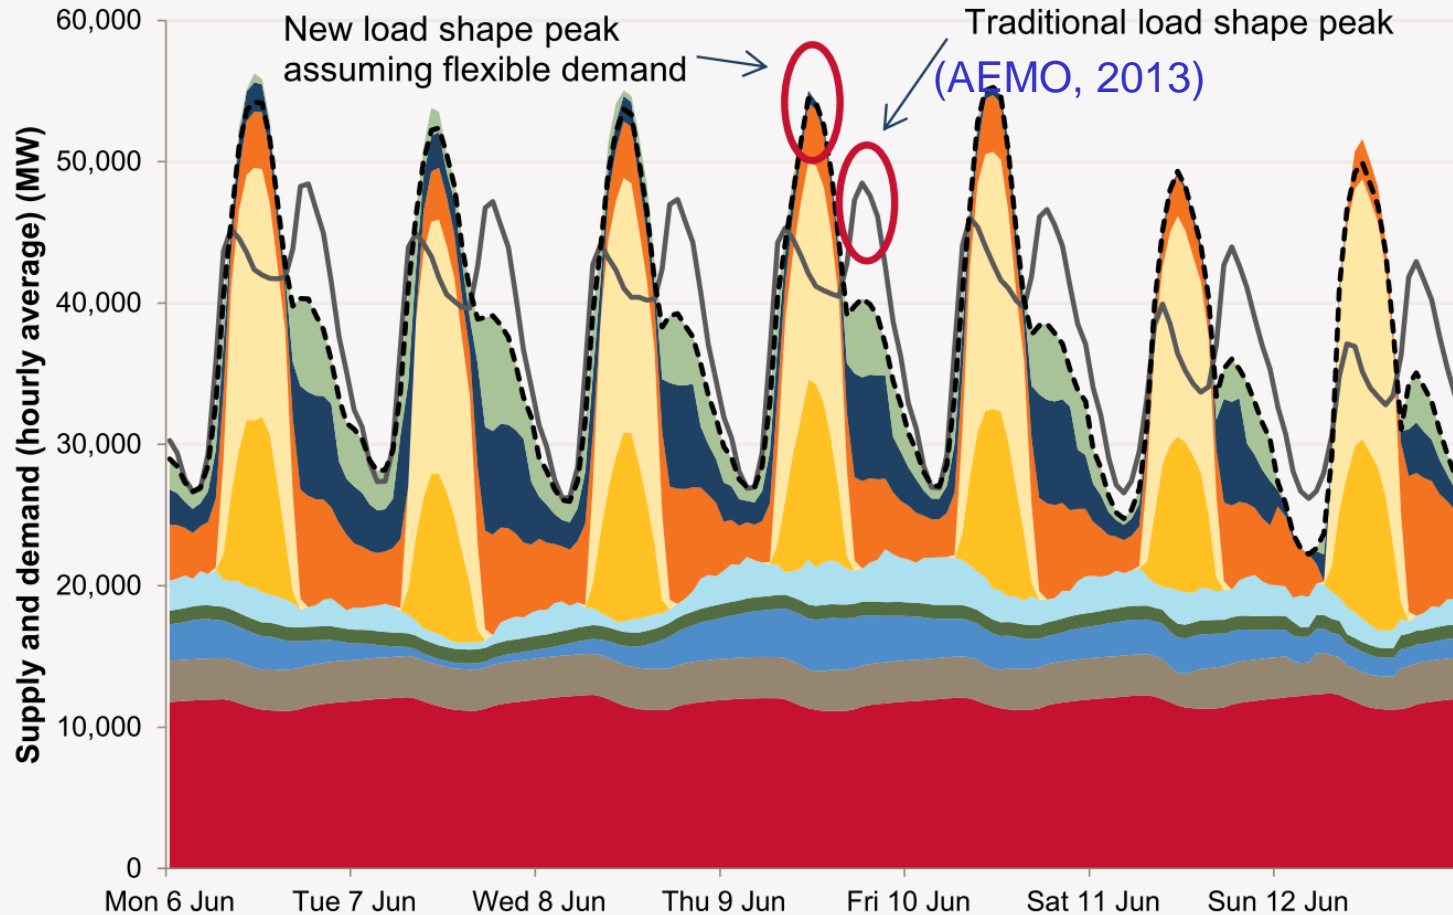 60,000
50,000
40,000
30,000
20,000
10,000
0
Supply and demand (hourly average) (MW)
New load shape peak
assuming flexible demand
Traditional load shape peak
(AEMO, 2013)
Mon 6 Jun
Tue 7 Jun
Wed 8 Jun
Thu 9 Jun
Fri 10 Jun
Sat 11 Jun
Sun 12 Jun